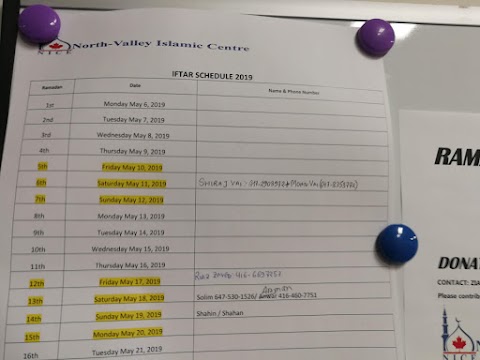 NICE
North-Valley Islamic Centre
IFTAR SCHEDULE 2019
Ramadan Date Name & Phone Number
1st Monday May 6, 2019
2nd Tuesday May 7, 2019
3rd Wednesday May 8, 2019
4th Thursday May 9, 2019
5th Friday May 10, 2019
6th Saturday May 11, 2019
7th Sunday May 12, 2019
8th Monday May 13, 2019
9th Tuesday May 14, 2019
10th Wednesday May 15, 2019
11th Thursday May 16, 2019
12th Friday May 17, 2019
13th Saturday May 18, 2019 Solim 647-530-1526/ 416-460-7751
14th Sunday May 19, 2019 Shahin / Shahan
15th Monday May 20, 2019
16th Tuesday May 21, 2019
RAM
DONA
CONTACT: ZIA
Please contrib
NICE